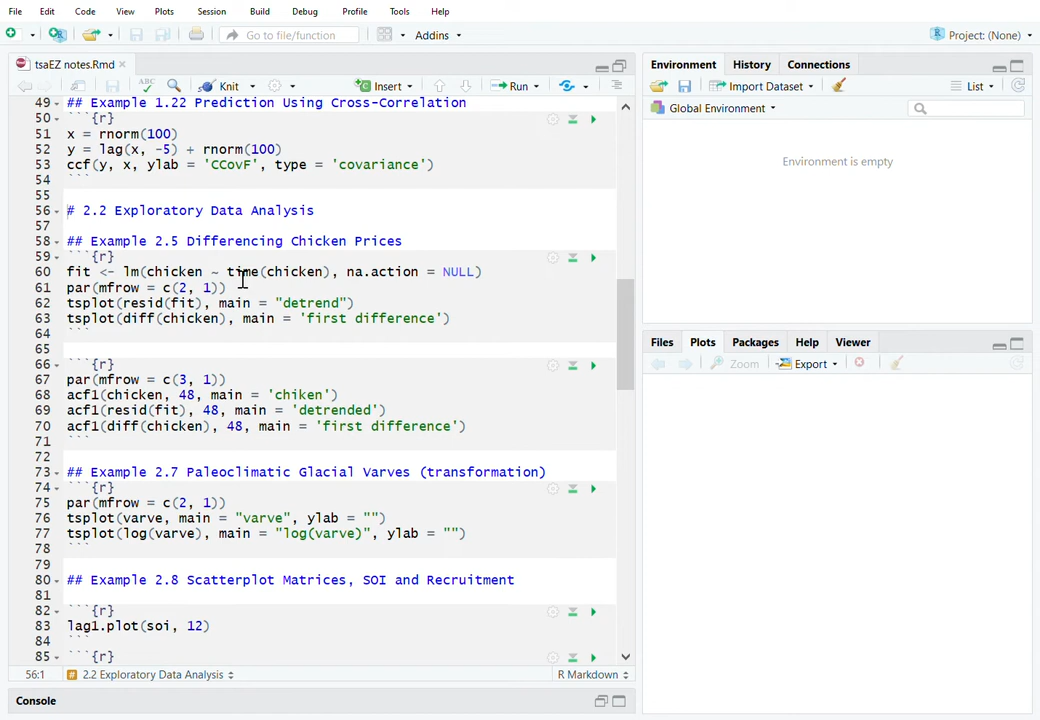 File Edit Code View Plots Session Build Debug Profile Tools Help
Go to file/function Addins Project: (None)
tsaEZ notes.Rmd
ABC Knit Insert Run
49 ## Example 1.22 Prediction Using Cross-Correlation
50 ```{r}
51 x = rnorm(100)
52 y = lag(x, -5) + rnorm(100)
53 ccf(y, x, ylab = 'CCovF', type = 'covariance')
54 ```
55
56 # 2.2 Exploratory Data Analysis
57
58 ## Example 2.5 Differencing Chicken Prices
59 ```{r}
60 fit <- lm(chicken ~ time(chicken), na.action = NULL)
61 par(mfrow = c(2, 1))
62 tsplot(resid(fit), main = "detrend")
63 tsplot(diff(chicken), main = 'first difference')
64 ```
65
66 ```{r}
67 par(mfrow = c(3, 1))
68 acf1(chicken, 48, main = 'chiken')
69 acf1(resid(fit), 48, main = 'detrended')
70 acf1(diff(chicken), 48, main = 'first difference')
71 ```
72
73 ## Example 2.7 Paleoclimatic Glacial Varves (transformation)
74 ```{r}
75 par(mfrow = c(2, 1))
76 tsplot(varve, main = "varve", ylab = "")
77 tsplot(log(varve), main = "log(varve)", ylab = "")
78 ```
79
80 ## Example 2.8 Scatterplot Matrices, SOI and Recruitment
81
82 ```{r}
83 lag1.plot(soi, 12)
84 ```
85 ```{r}
56:1 # 2.2 Exploratory Data Analysis R Markdown
Console
Environment History Connections
Import Dataset List
Global Environment
Environment is empty
Files Plots Packages Help Viewer
Zoom Export